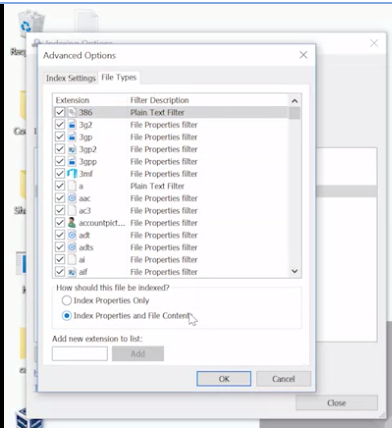 Indexing Options
Advanced Options
Index Settings File Types
Extension Filter Description
386 Plain Text Filter
3g2 File Properties filter
3gp File Properties filter
3gp2 File Properties filter
3gpp File Properties filter
3mf File Properties filter
a Plain Text Filter
aac File Properties filter
ac3 File Properties filter
accountpict... File Properties filter
adt File Properties filter
adts File Properties filter
ai File Properties filter
aif File Properties filter
How should this file be indexed?
Index Properties Only
Index Properties and File Contents
Add new extension to list:
Add
OK Cancel
Close